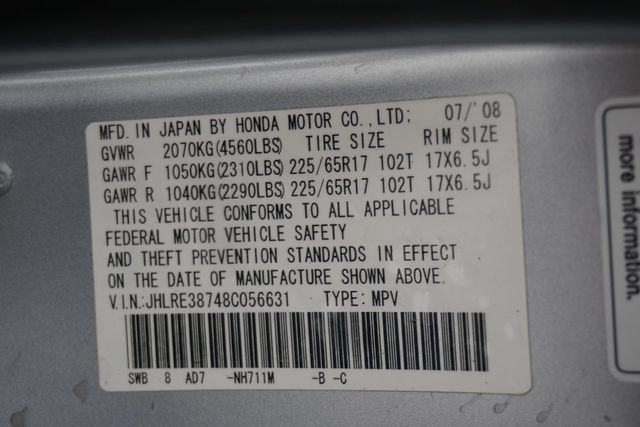 MFD. IN JAPAN BY HONDA MOTOR CO.,LTD; 07/'08
GVWR 2070KG(4560LBS) TIRE SIZE RIM SIZE
GAWR F 1050KG(2310LBS) 225/65R17 102T 17X6.5J
GAWR R 1040KG(2290LBS) 225/65R17 102T 17X6.5J
THIS VEHICLE CONFORMS TO ALL APPLICABLE
FEDERAL MOTOR VEHICLE SAFETY
AND THEFT PREVENTION STANDARDS IN EFFECT
ON THE DATE OF MANUFACTURE SHOWN ABOVE.
V.I.N.:JHLRE38748C056631 TYPE: MPV
SWB 8 AD7 -NH711M -B -C
more information.